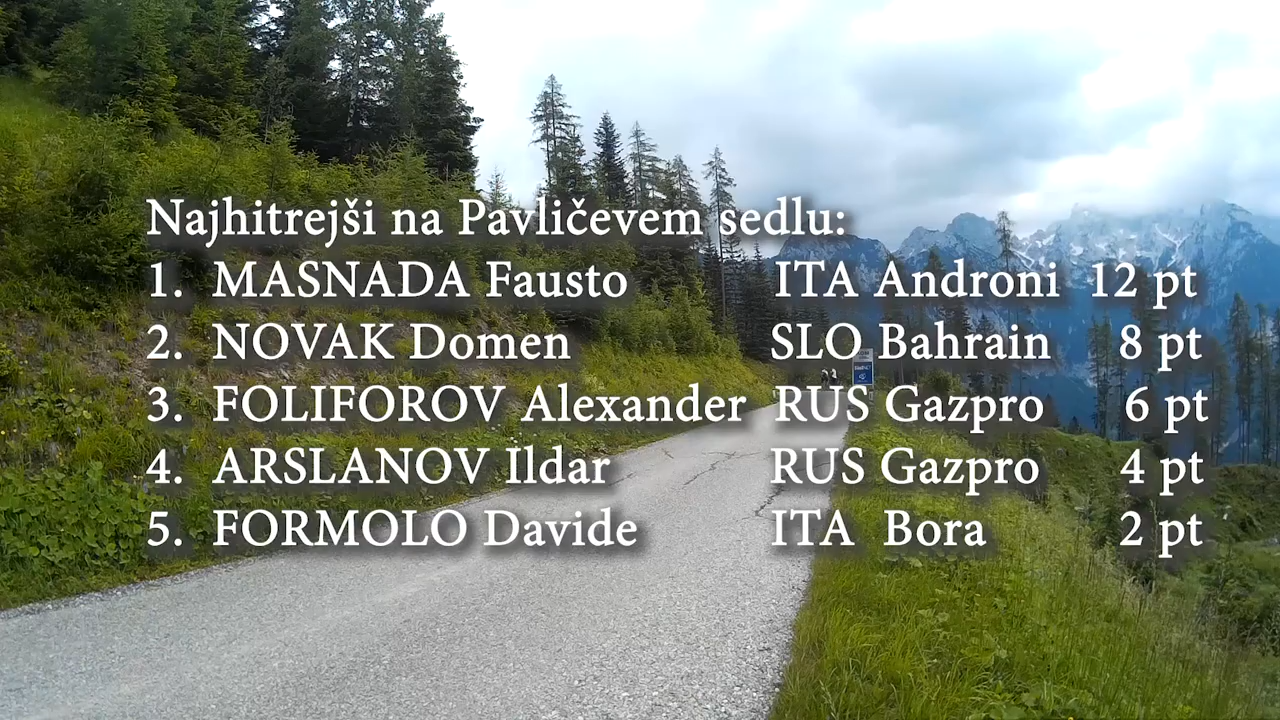 Najhitrejši na Pavličevem sedlu:
1. MASNADA Fausto ITA Androni 12 pt
2. NOVAK Domen SLO Bahrain 8 pt
3. FOLIFOROV Alexander RUS Gazpro 6 pt
4. ARSLANOV Ildar RUS Gazpro 4 pt
5. FORMOLO Davide ITA Bora 2 pt